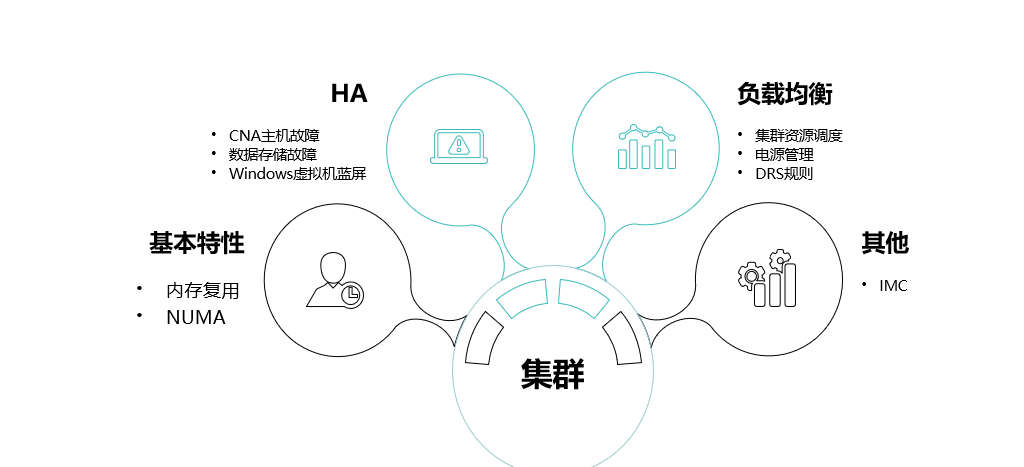 HA
• CNA主机故障
• 数据存储故障
• Windows虚拟机蓝屏
负载均衡
• 集群资源调度
• 电源管理
• DRS规则
基本特性
• 内存复用
• NUMA
其他
• IMC
集群